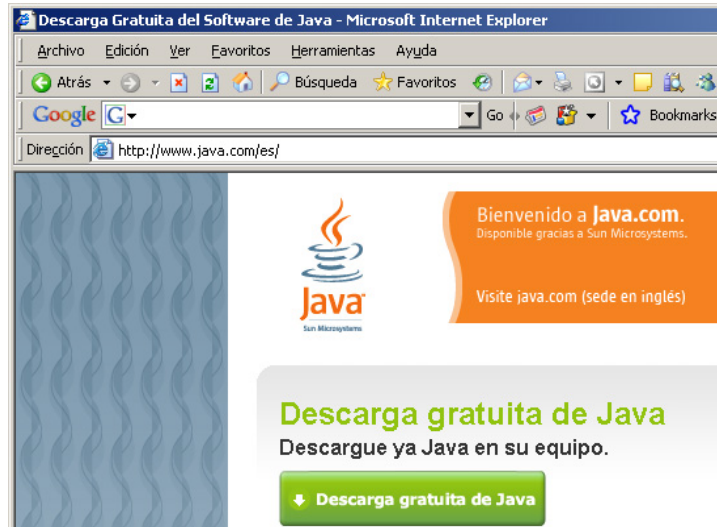 Descarga Gratuita del Software de Java - Microsoft Internet Explorer
Archivo Edición Ver Favoritos Herramientas Ayuda
Atrás Búsqueda Favoritos
Google G Go Bookmarks
Dirección http://www.java.com/es/
Bienvenido a Java.com.
Disponible gracias a Sun Microsystems.
Visite java.com (sede en inglés)
Java
Sun Microsystems
Descarga gratuita de Java
Descargue ya Java en su equipo.
Descarga gratuita de Java